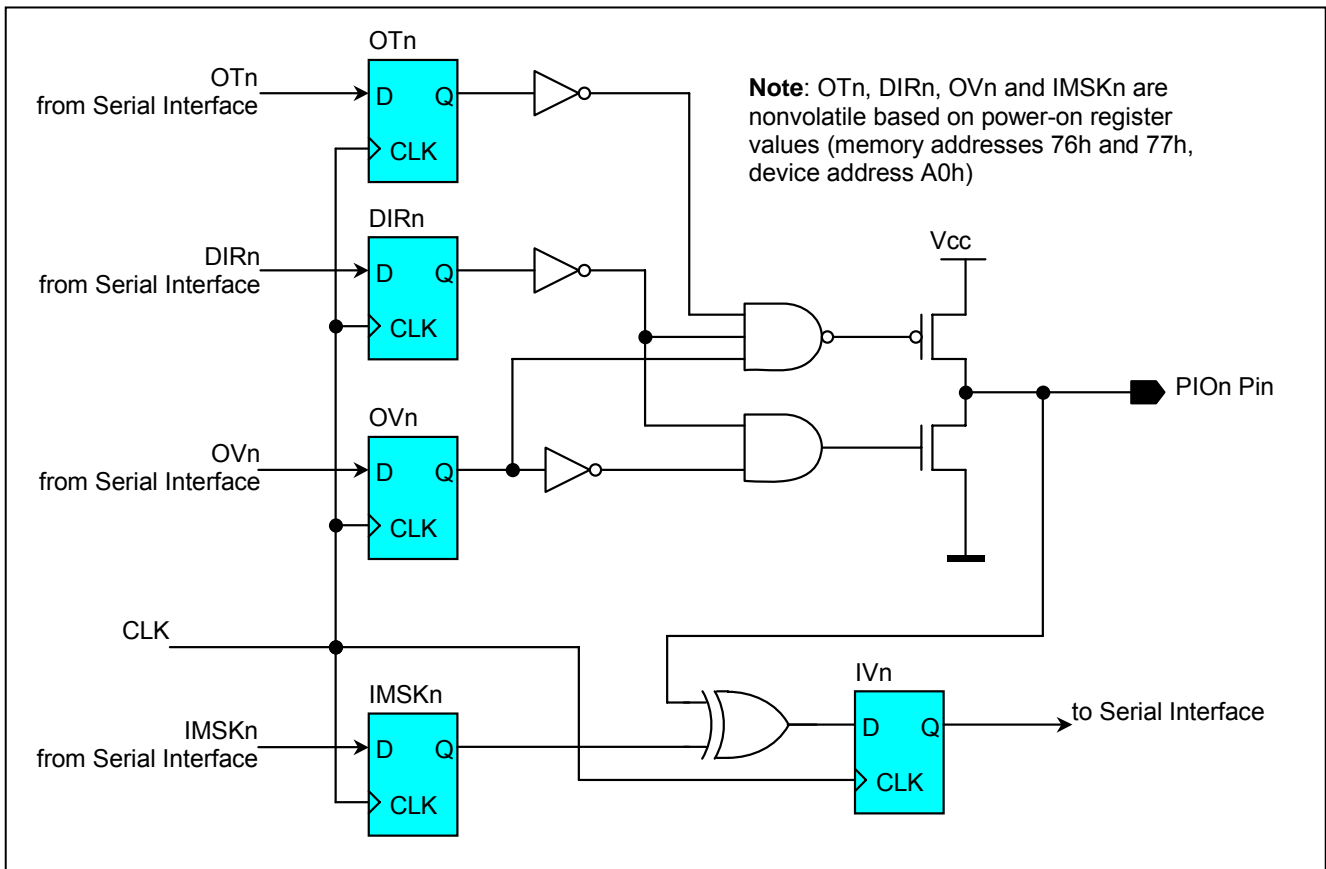 OTn
OTn
from Serial Interface
D
Q
CLK
Note: OTn, DIRn, OVn and IMSKn are
nonvolatile based on power-on register
values (memory addresses 76h and 77h,
device address A0h)
DIRn
DIRn
from Serial Interface
D
Q
CLK
Vcc
PIOn Pin
OVn
OVn
from Serial Interface
D
Q
CLK
CLK
IMSKn
IMSKn
from Serial Interface
D
Q
CLK
IVn
D
Q
CLK
to Serial Interface